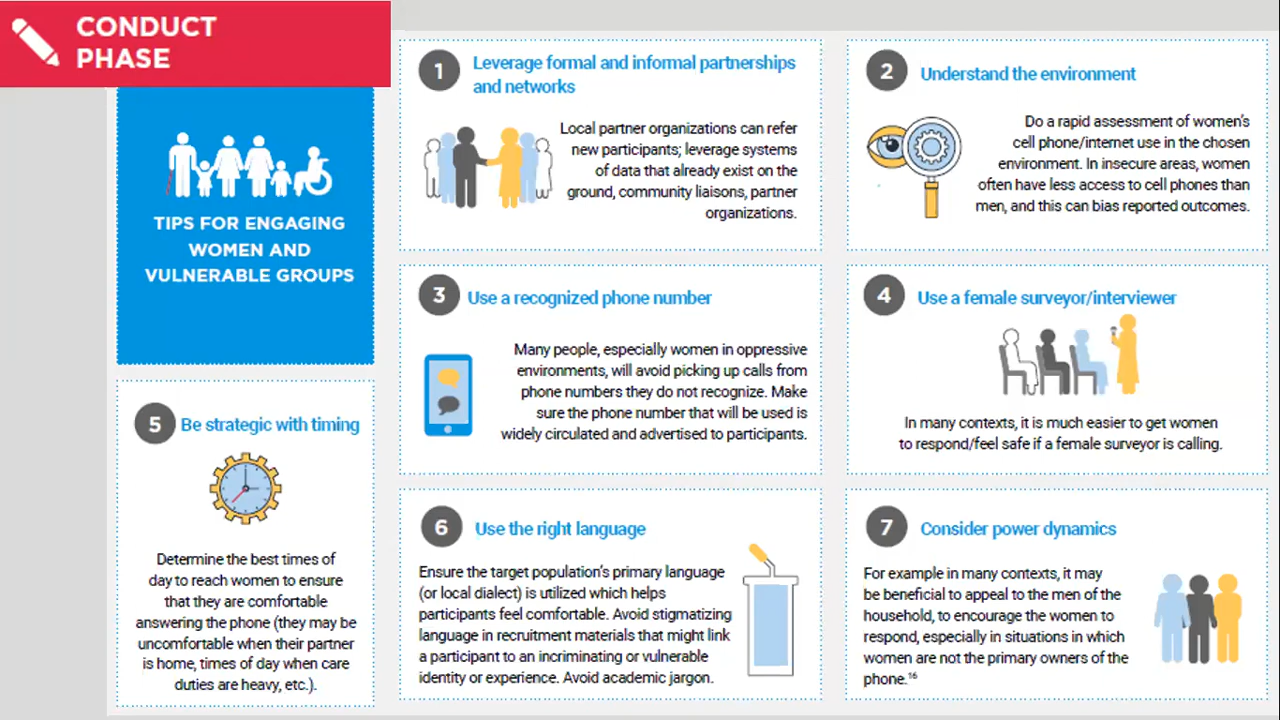 CONDUCT
PHASE
TIPS FOR ENGAGING
WOMEN AND
VULNERABLE GROUPS
1
Leverage formal and informal partnerships
and networks
Local partner organizations can refer
new participants; leverage systems
of data that already exist on the
ground, community liaisons, partner
organizations.
2
Understand the environment
Do a rapid assessment of women's
cell phone/internet use in the chosen
environment. In insecure areas, women
often have less access to cell phones than
men, and this can bias reported outcomes.
3
Use a recognized phone number
Many people, especially women in oppressive
environments, will avoid picking up calls from
phone numbers they do not recognize. Make
sure the phone number that will be used is
widely circulated and advertised to participants.
4
Use a female surveyor/interviewer
In many contexts, it is much easier to get women
to respond/feel safe if a female surveyor is calling.
5
Be strategic with timing
Determine the best times of
day to reach women to ensure
that they are comfortable
answering the phone (they may be
uncomfortable when their partner
is home, times of day when care
duties are heavy, etc.).
6
Use the right language
Ensure the target population's primary language
(or local dialect) is utilized which helps
participants feel comfortable. Avoid stigmatizing
language in recruitment materials that might link
a participant to an incriminating or vulnerable
identity or experience. Avoid academic jargon.
7
Consider power dynamics
For example in many contexts, it may
be beneficial to appeal to the men of the
household, to encourage the women to
respond, especially in situations in which
women are not the primary owners of the
phone.¹⁶